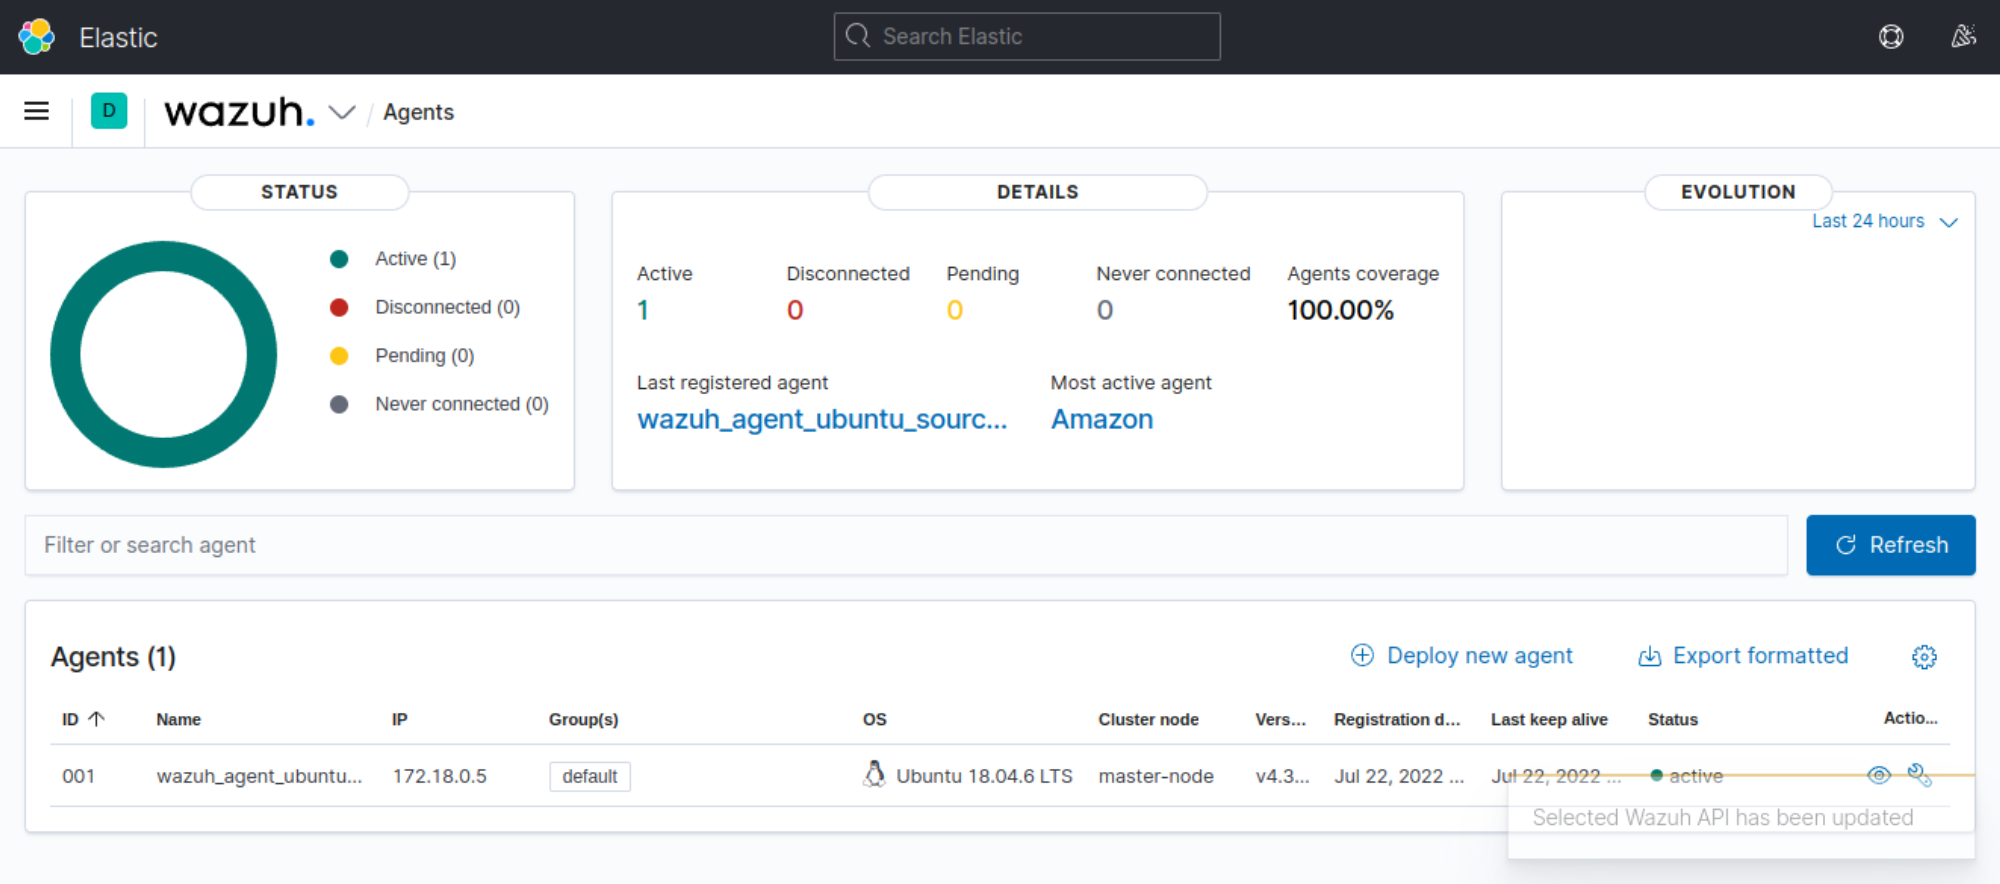 Elastic
Search Elastic
D
wazuh.
/ Agents
STATUS
Active (1)
Disconnected (0)
Pending (0)
Never connected (0)
DETAILS
Active
1
Disconnected
0
Pending
0
Never connected
0
Agents coverage
100.00%
Last registered agent
wazuh_agent_ubuntu_sourc...
Most active agent
Amazon
EVOLUTION
Last 24 hours
Filter or search agent
Refresh
Agents (1)
Deploy new agent
Export formatted
ID Name IP Group(s) OS Cluster node Vers... Registration d... Last keep alive Status Actio...
001 wazuh_agent_ubuntu... 172.18.0.5 default Ubuntu 18.04.6 LTS master-node v4.3... Jul 22, 2022 ... Jul 22, 2022 ... active
Selected Wazuh API has been updated